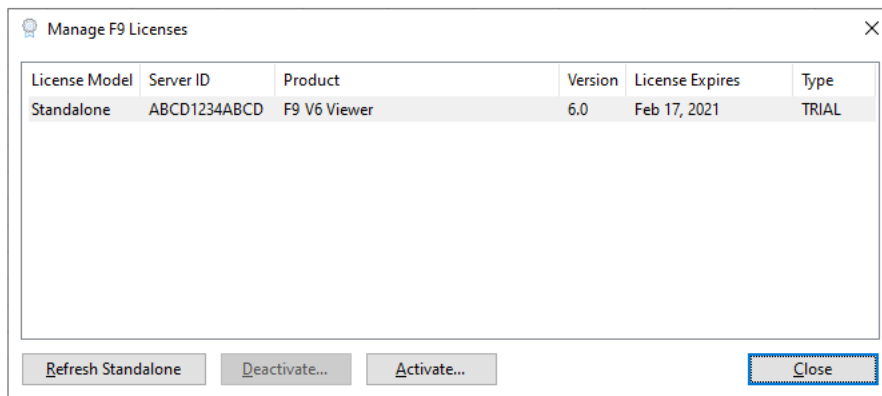 Manage F9 Licenses
License Model Server ID Product Version License Expires Type
Standalone ABCD1234ABCD F9 V6 Viewer 6.0 Feb 17, 2021 TRIAL
Refresh Standalone Deactivate... Activate... Close